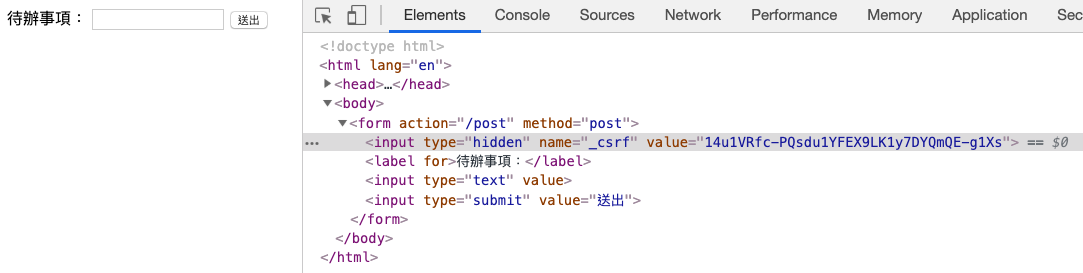 待辦事項： 送出
Elements Console Sources Network Performance Memory Application Sec
<!doctype html>
<html lang="en">
<head>…</head>
<body>
<form action="/post" method="post">
<input type="hidden" name="_csrf" value="14u1VRfc-PQsdu1YFEX9LK1y7DYQmQE-g1Xs"> == $0
<label for>待辦事項：</label>
<input type="text" value>
<input type="submit" value="送出">
</form>
</body>
</html>